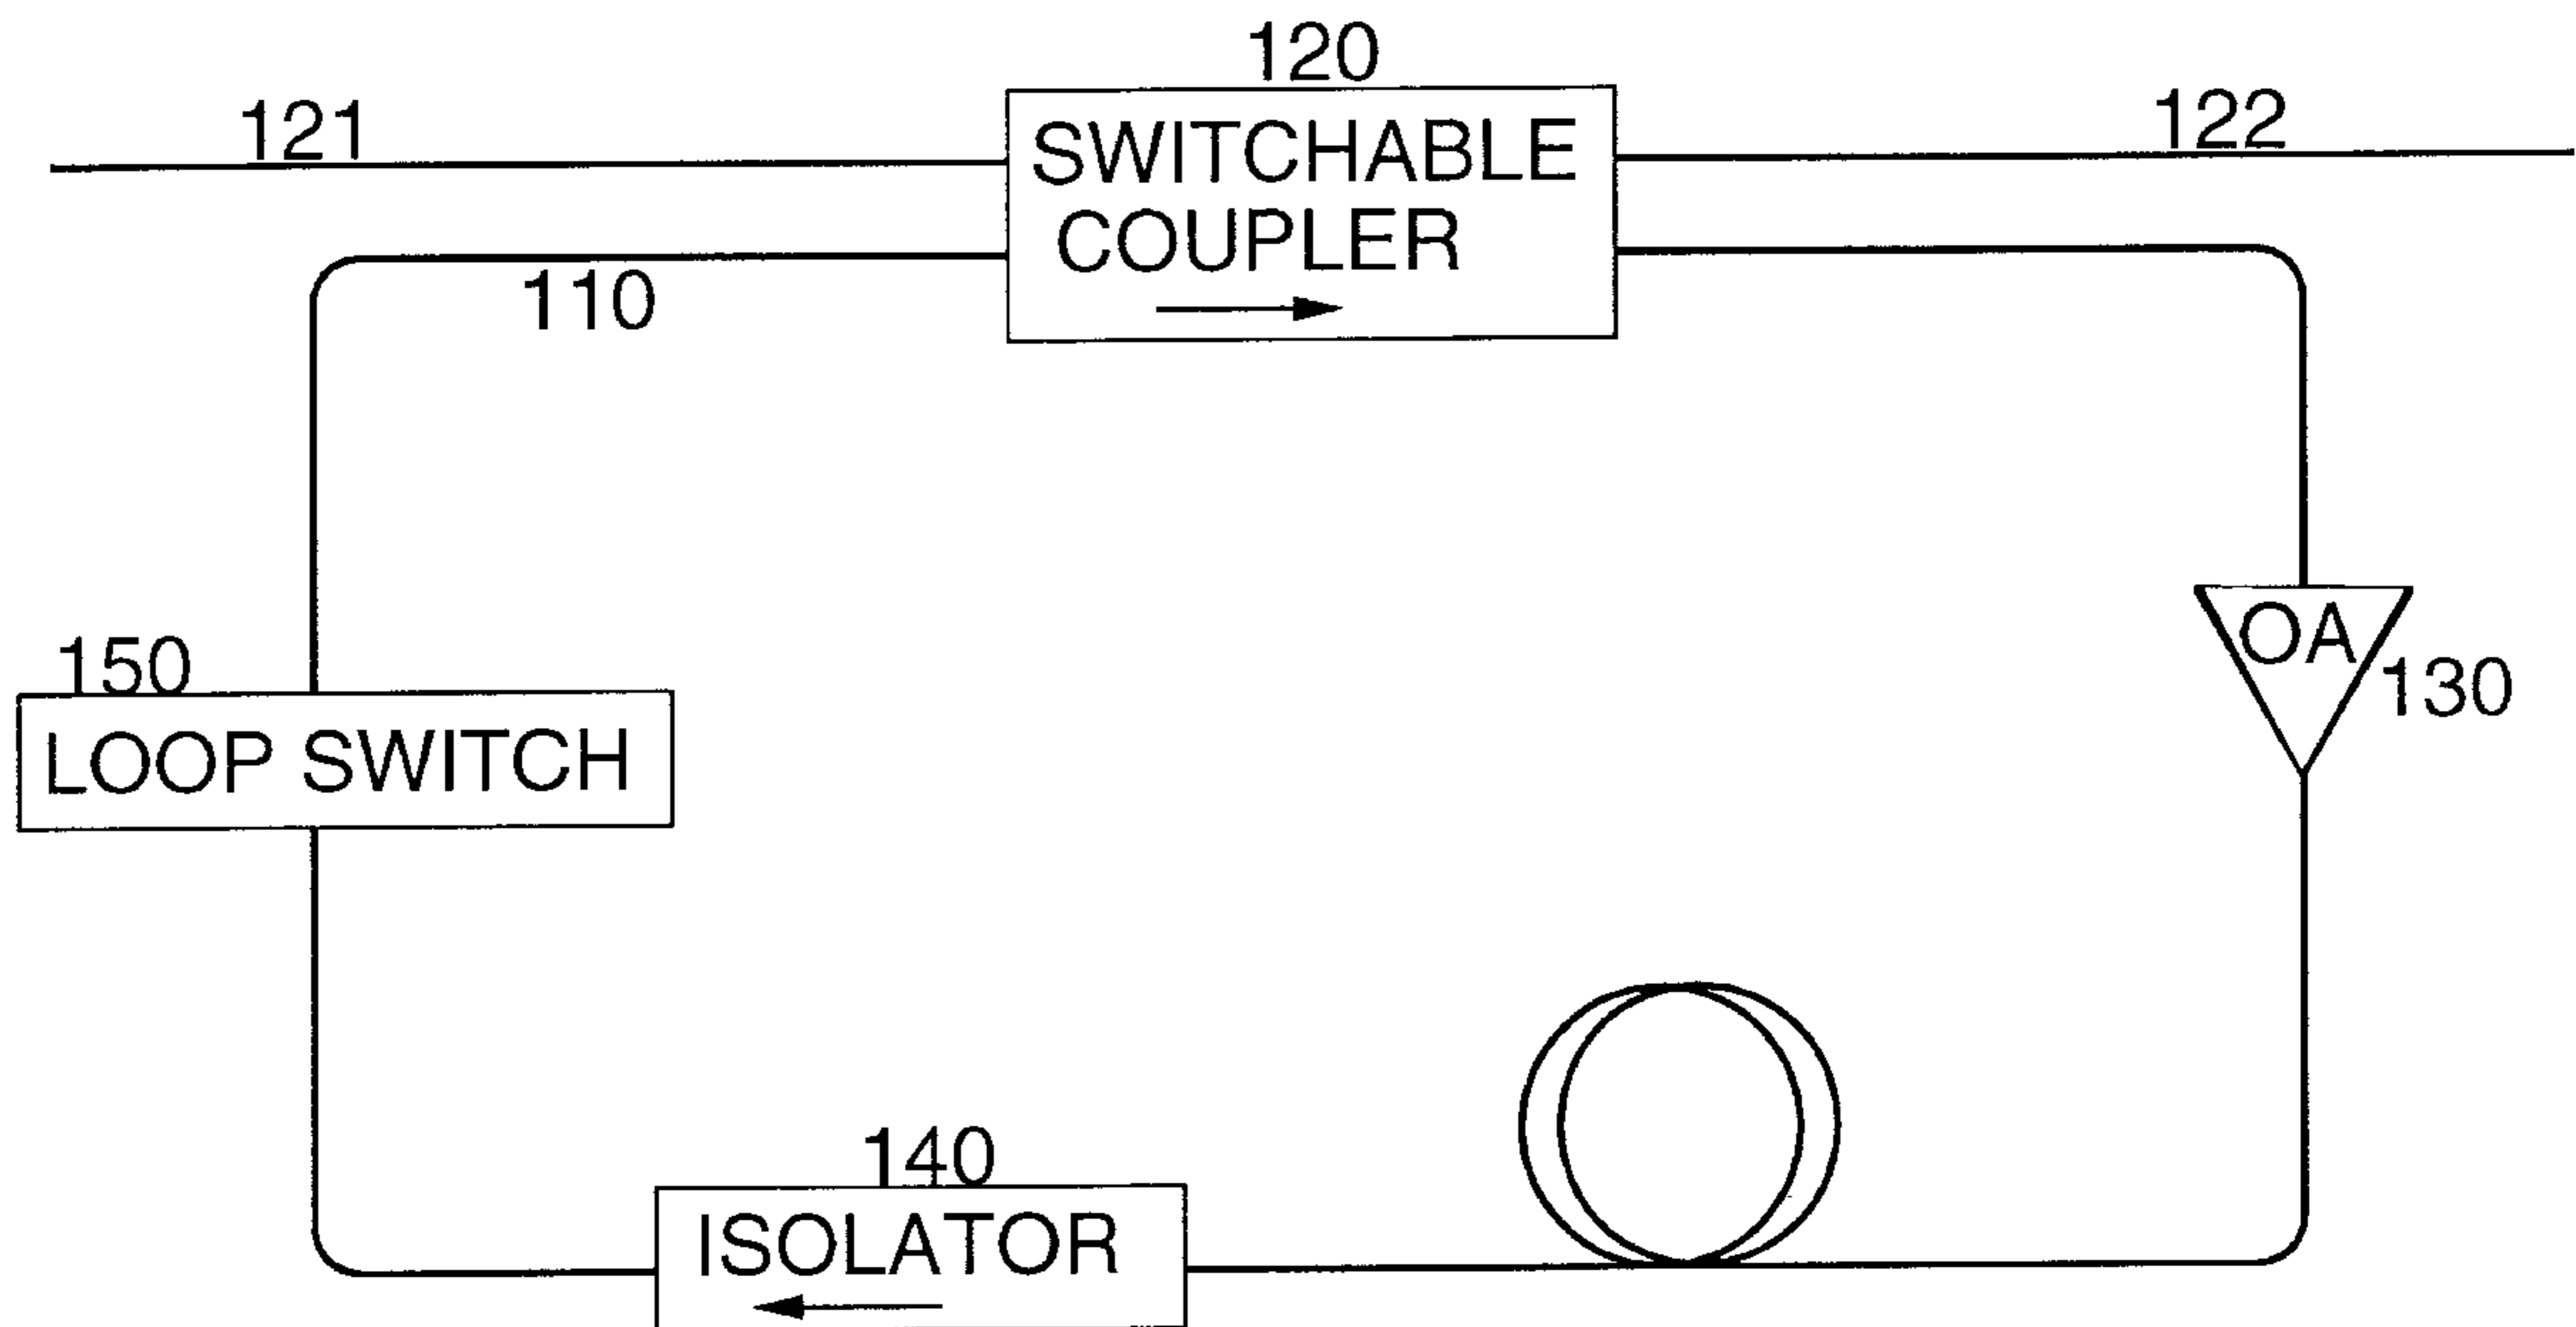 120
121
122
SWITCHABLE
COUPLER
110
150
OA
130
LOOP SWITCH
140
ISOLATOR